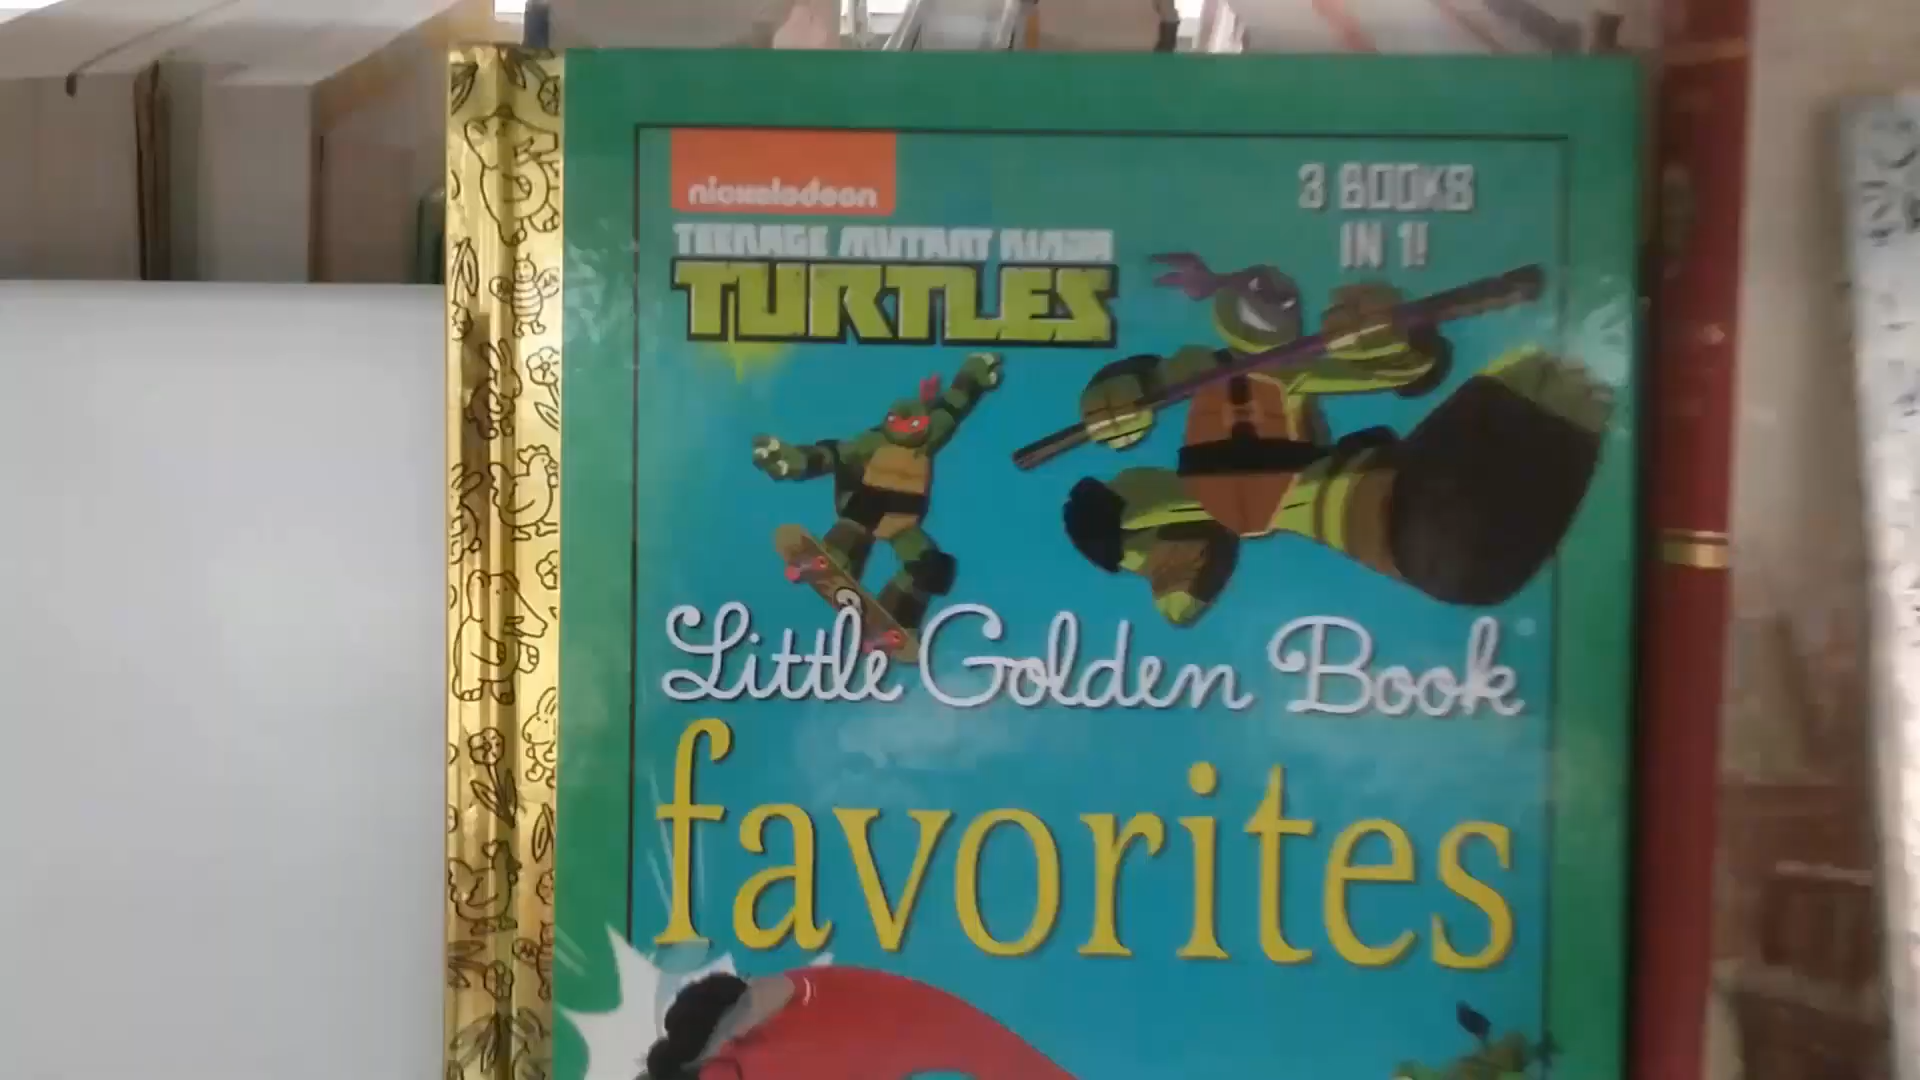 nickelodeon
TEENAGE MUTANT NINJA
TURTLES
3 BOOKS
IN 1!
Little Golden Book
favorites